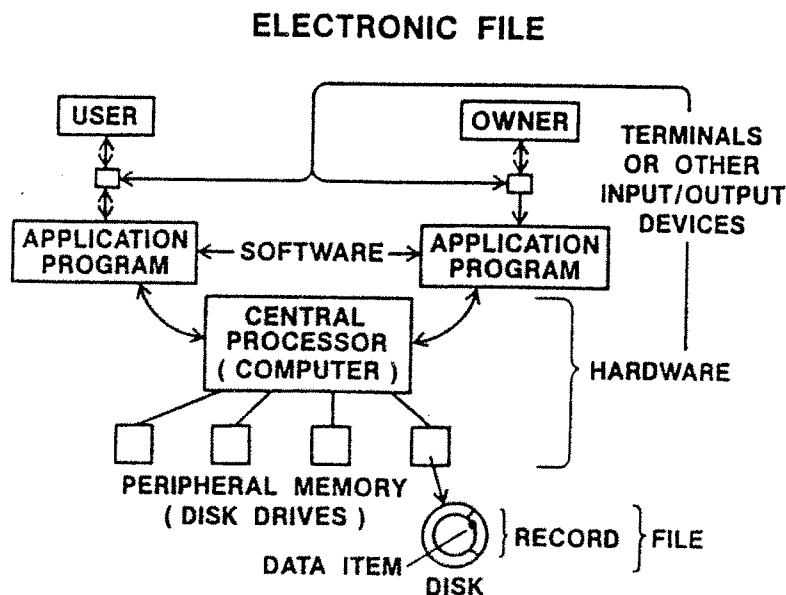 ELECTRONIC FILE
USER
OWNER
TERMINALS
OR OTHER
INPUT/OUTPUT
DEVICES
APPLICATION
PROGRAM
SOFTWARE
APPLICATION
PROGRAM
CENTRAL
PROCESSOR
( COMPUTER )
HARDWARE
PERIPHERAL MEMORY
( DISK DRIVES )
RECORD
FILE
DATA ITEM
DISK